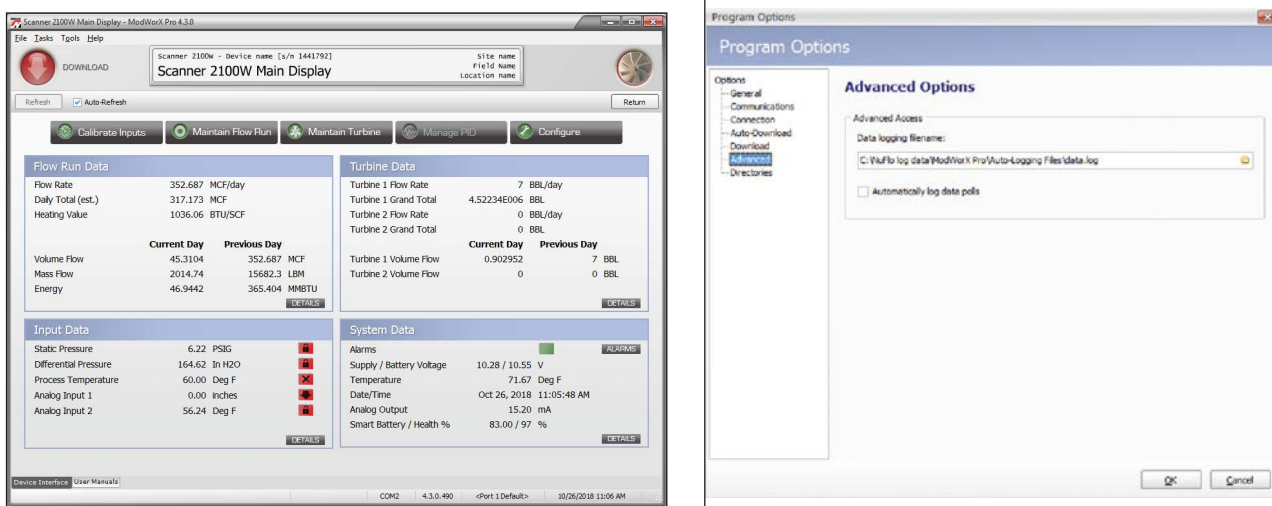 Scanner 2100W Main Display - ModWorX Pro 4.3.0
File Tasks Tools Help
DOWNLOAD
Scanner 2100W - Device name [s/n 1441792]
Scanner 2100W Main Display
Site name
Field Name
Location name
Refresh Auto-Refresh Return
Calibrate Inputs Maintain Flow Run Maintain Turbine Manage PID Configure
Flow Run Data
Flow Rate 352.687 MCF/day
Daily Total (est.) 317.173 MCF
Heating Value 1036.06 BTU/SCF
Current Day Previous Day
Volume Flow 45.3104 352.687 MCF
Mass Flow 2014.74 15682.3 LBM
Energy 46.9442 365.404 MMBTU
DETAILS
Turbine Data
Turbine 1 Flow Rate 7 BBL/day
Turbine 1 Grand Total 4.52234E006 BBL
Turbine 2 Flow Rate 0 BBL/day
Turbine 2 Grand Total 0 BBL
Current Day Previous Day
Turbine 1 Volume Flow 0.902952 7 BBL
Turbine 2 Volume Flow 0 0 BBL
DETAILS
Input Data
Static Pressure 6.22 PSIG
Differential Pressure 164.62 In H2O
Process Temperature 60.00 Deg F
Analog Input 1 0.00 inches
Analog Input 2 56.24 Deg F
DETAILS
System Data
Alarms ALARMS
Supply / Battery Voltage 10.28 / 10.55 V
Temperature 71.67 Deg F
Date/Time Oct 26, 2018 11:05:48 AM
Analog Output 15.20 mA
Smart Battery / Health % 83.00 / 97 %
DETAILS
Device Interface User Manuals
COM2 4.3.0.490 <Port 1 Default> 10/26/2018 11:06 AM
Program Options
Program Options
Options
General
Communications
Connection
Auto-Download
Download
Advanced
Directories
Advanced Options
Advanced Access
Data logging filename:
C:\NuFlo log data\ModWorX Pro\Auto-Logging Files\data.log
Automatically log data polls
OK Cancel